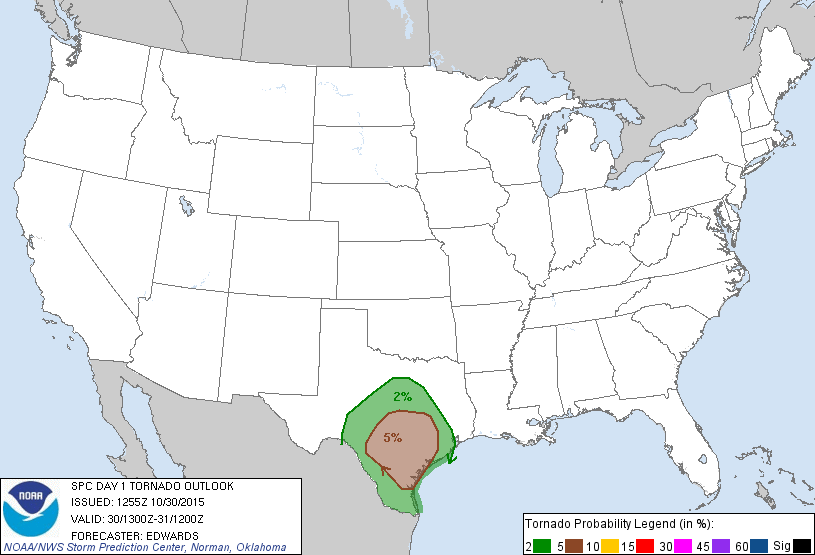 2%
5%
NOAA
SPC DAY 1 TORNADO OUTLOOK
ISSUED: 1255Z 10/30/2015
VALID: 30/1300Z-31/1200Z
FORECASTER: EDWARDS
NOAA/NWS Storm Prediction Center, Norman, Oklahoma
Tornado Probability Legend (in %):
2 5 10 15 30 45 60 Sig